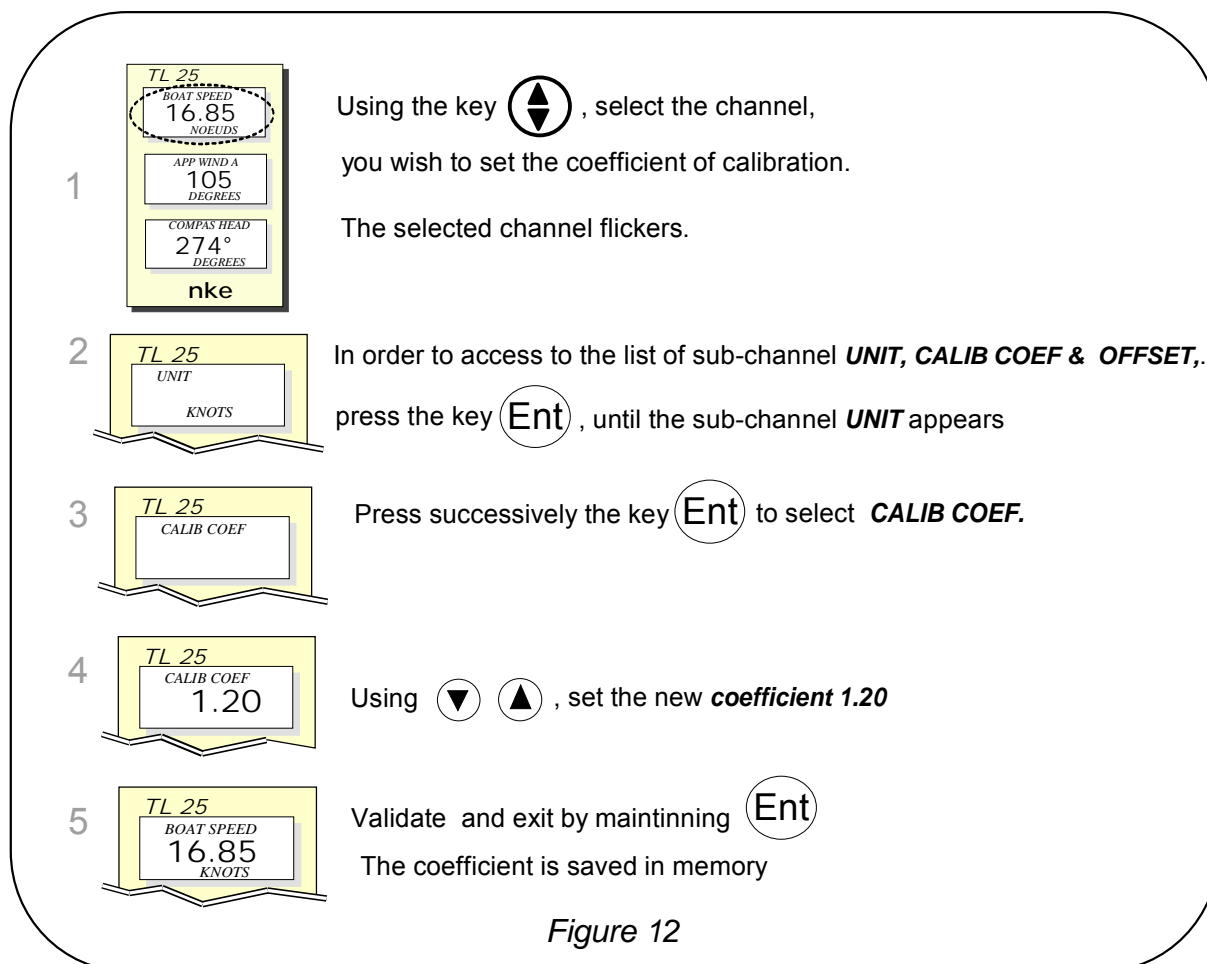 TL 25
BOAT SPEED
16.85
NOEUDS
APP WIND A
105
DEGREES
COMPAS HEAD
274°
DEGREES
nke
1
Using the key , select the channel,
you wish to set the coefficient of calibration.
The selected channel flickers.
2
TL 25
UNIT
KNOTS
In order to access to the list of sub-channel UNIT, CALIB COEF & OFFSET,.
press the key Ent , until the sub-channel UNIT appears
3
TL 25
CALIB COEF
Press successively the key Ent to select CALIB COEF.
4
TL 25
CALIB COEF
1.20
Using , set the new coefficient 1.20
5
TL 25
BOAT SPEED
16.85
KNOTS
Validate and exit by maintinning Ent
The coefficient is saved in memory
Figure 12